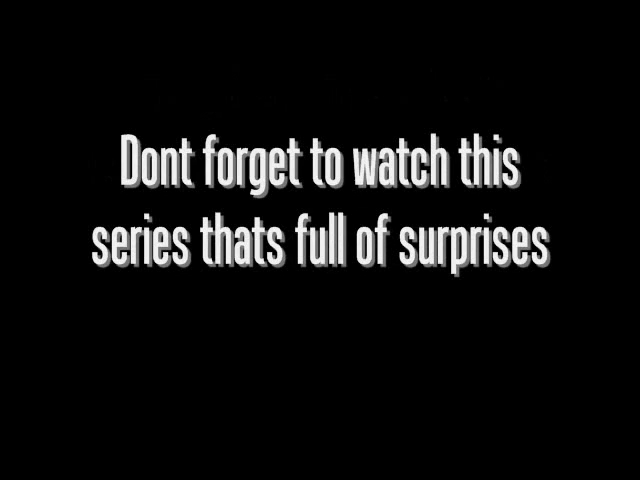 Dont forget to watch this
series thats full of surprises